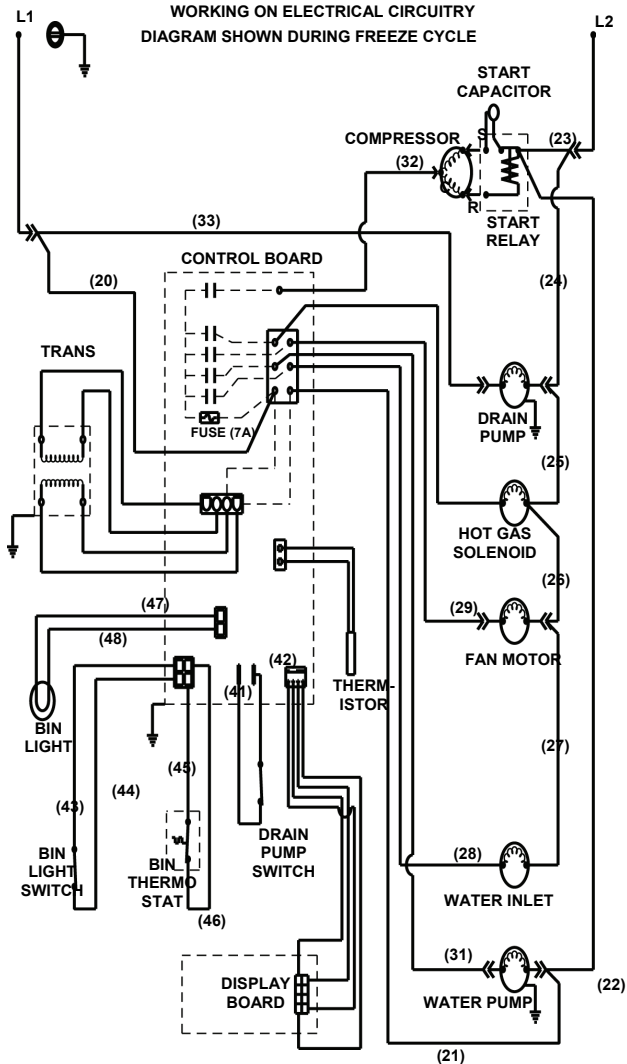 WORKING ON ELECTRICAL CIRCUITRY
L1
L2
DIAGRAM SHOWN DURING FREEZE CYCLE
START
CAPACITOR
COMPRESSOR
S
(23)
(32)
C
R
START
RELAY
(33)
CONTROL BOARD
(20)
(24)
TRANS
FUSE (7A)
DRAIN
PUMP
(25)
HOT GAS
SOLENOID
(26)
(29)
FAN MOTOR
(47)
(48)
(42)
(41)
THERM-
ISTOR
BIN
LIGHT
(27)
(45)
(44)
(43)
DRAIN
PUMP
SWITCH
BIN
LIGHT
SWITCH
BIN
THERMO
STAT
(28)
WATER INLET
(46)
(31)
DISPLAY
BOARD
WATER PUMP
(22)
(21)